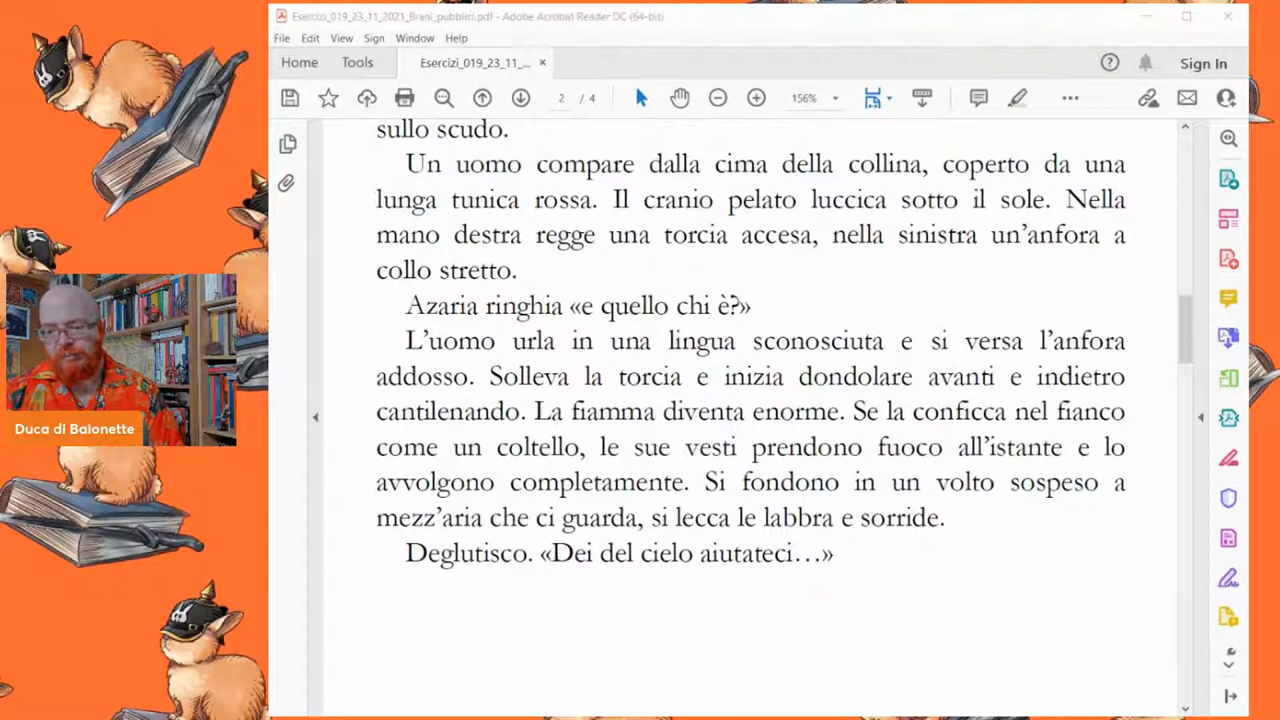 Esercizi_019_23_11_2021_Brani_pubblici.pdf - Adobe Acrobat Reader DC (64-bit)
File Edit View Sign Window Help
Home Tools Esercizi_019_23_11_... Sign In
2 / 4 156%
sullo scudo.
Un uomo compare dalla cima della collina, coperto da una
lunga tunica rossa. Il cranio pelato luccica sotto il sole. Nella
mano destra regge una torcia accesa, nella sinistra un’anfora a
collo stretto.
Azaria ringhia «e quello chi è?»
L’uomo urla in una lingua sconosciuta e si versa l’anfora
addosso. Solleva la torcia e inizia dondolare avanti e indietro
cantilenando. La fiamma diventa enorme. Se la conficca nel fianco
come un coltello, le sue vesti prendono fuoco all’istante e lo
avvolgono completamente. Si fondono in un volto sospeso a
mezz’aria che ci guarda, si lecca le labbra e sorride.
Deglutisco. «Dei del cielo aiutateci…»
Duca di Baionette